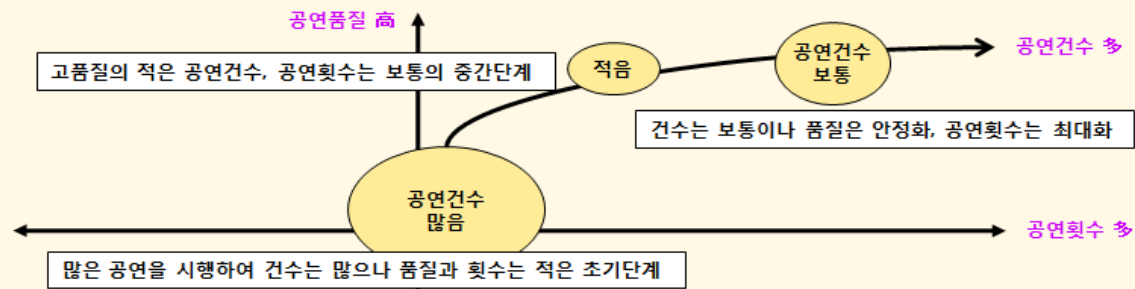 공연품질 高
고품질의 적은 공연건수, 공연횟수는 보통의 중간단계
적음
공연건수
보통
공연건수 多
건수는 보통이나 품질은 안정화, 공연횟수는 최대화
공연건수
많음
공연횟수 多
많은 공연을 시행하여 건수는 많으나 품질과 횟수는 적은 초기단계